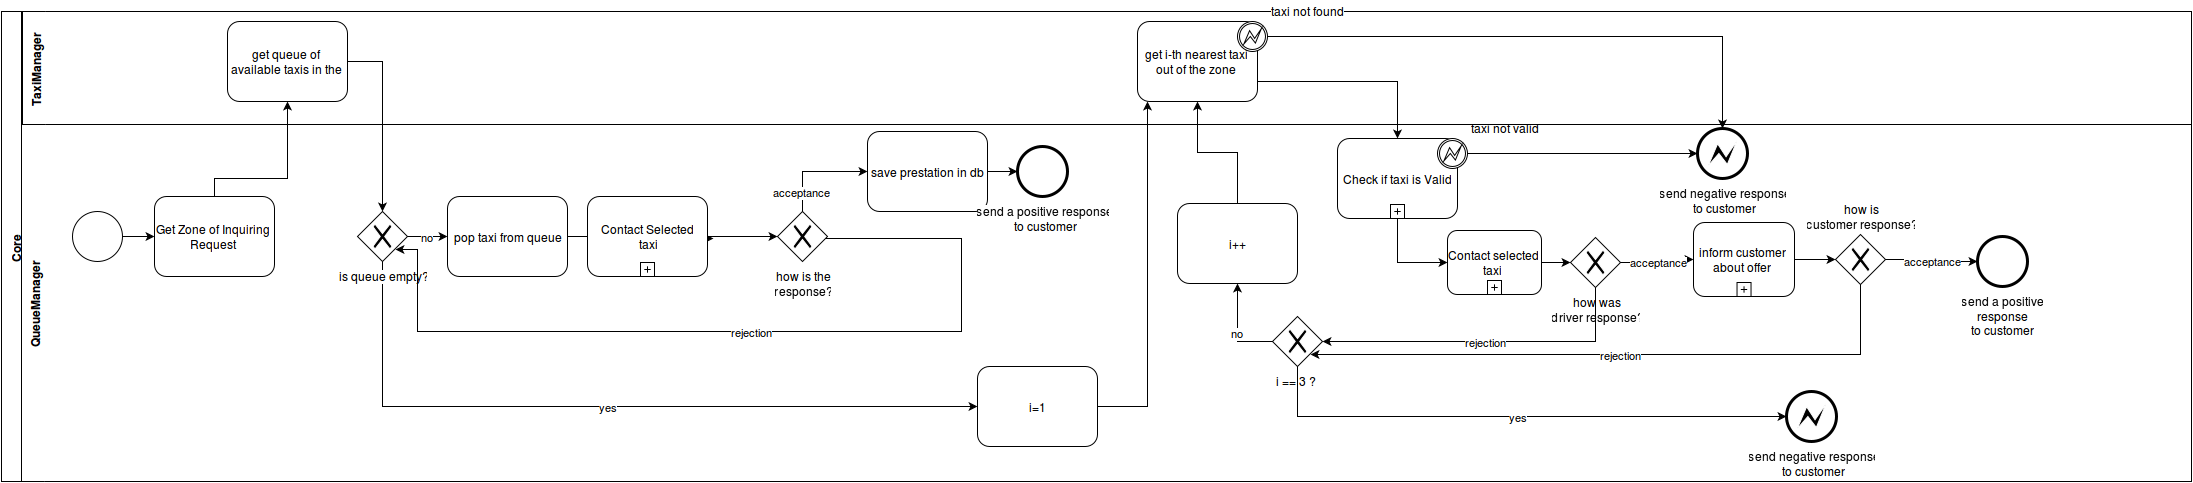 Core
TaxiManager
QueueManager
get queue of
available taxis in the
Get Zone of Inquiring
Request
is queue empty?
no
pop taxi from queue
Contact Selected
taxi
how is the
response?
acceptance
save prestation in db
send a positive response
to customer
rejection
yes
i=1
taxi not found
get i-th nearest taxi
out of the zone
taxi not valid
Check if taxi is Valid
send negative response
to customer
i++
no
Contact selected
taxi
how was
driver response?
acceptance
inform customer
about offer
how is
customer response?
acceptance
send a positive
response
to customer
rejection
rejection
i == 3 ?
yes
send negative response
to customer